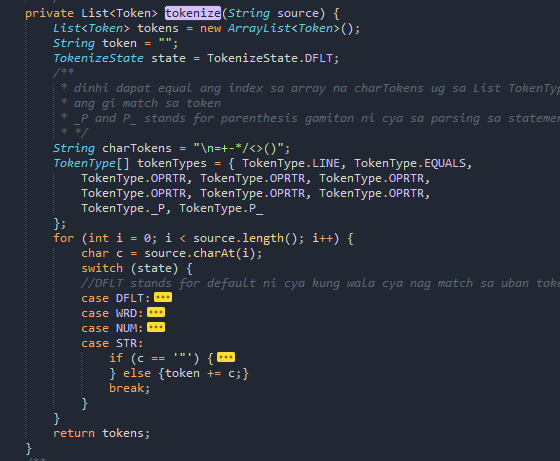 private List<Token> tokenize(String source) {
List<Token> tokens = new ArrayList<Token>();
String token = "";
TokenizeState state = TokenizeState.DFLT;
/**
* dinhi dapat equal ang index sa array na charTokens ug sa List TokenTyp
* ang gi match sa token
* _P and P_ stands for parenthesis gamiton ni cya sa parsing sa statemen
* */
String charTokens = "\n=+-*/<>()";
TokenType[] tokenTypes = { TokenType.LINE, TokenType.EQUALS,
TokenType.OPRTR, TokenType.OPRTR, TokenType.OPRTR,
TokenType.OPRTR, TokenType.OPRTR, TokenType.OPRTR,
TokenType._P, TokenType.P_
};
for (int i = 0; i < source.length(); i++) {
char c = source.charAt(i);
switch (state) {
//DFLT stands for default ni cya kung wala cya nag match sa uban toke
case DFLT:
case WRD:
case NUM:
case STR:
if (c == '"') {
} else {token += c;}
break;
}
}
return tokens;
}
/**